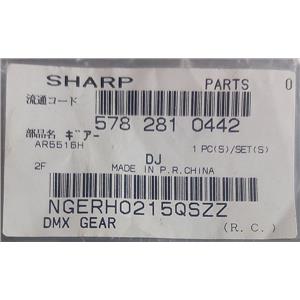 SHARP PARTS 0
流通コード
578 281 0442
部品名 ギアー
AR5516H 1 PC(S)/SET(S)
DJ
2F MADE IN P.R.CHINA
NGERH0215QSZZ
DMX GEAR (R.C.)